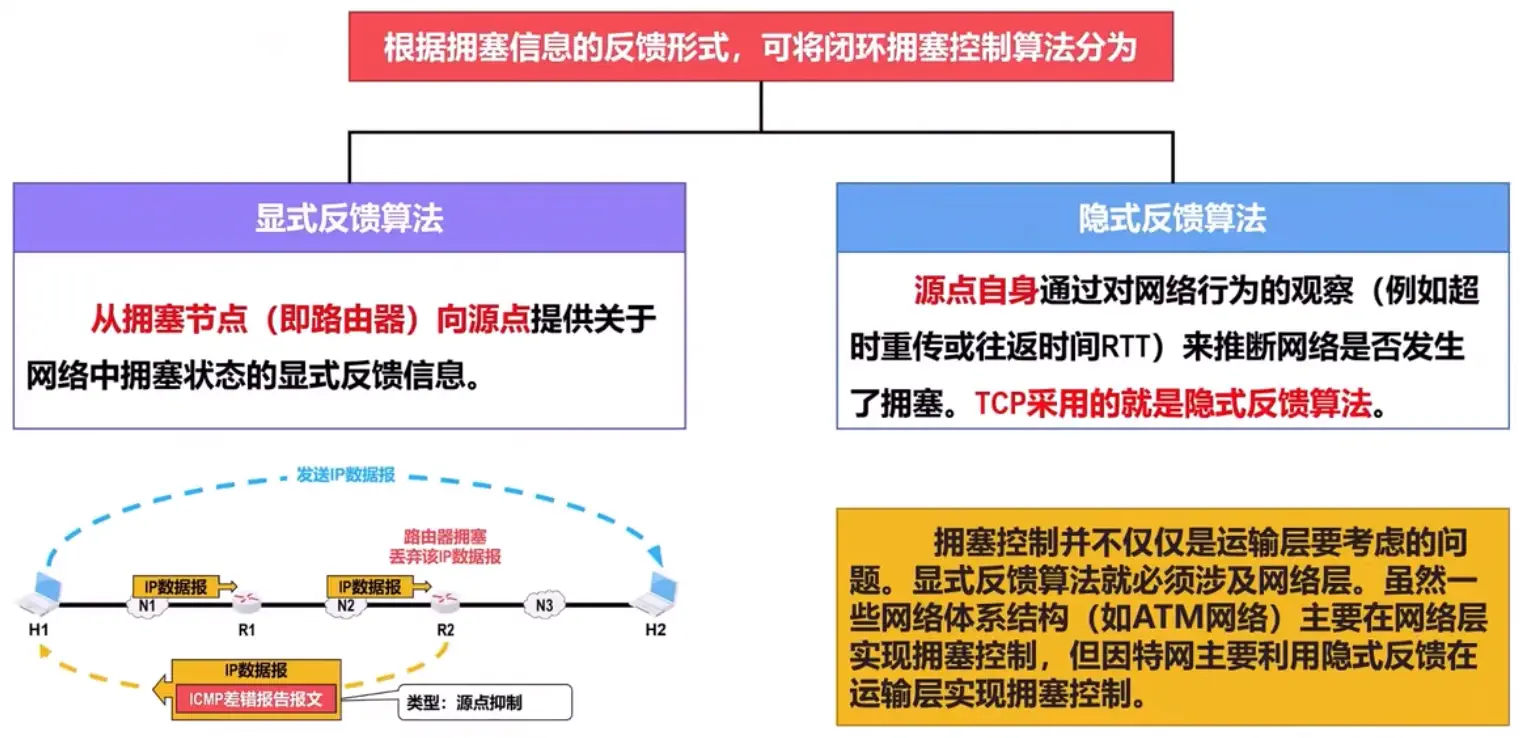 根据拥塞信息的反馈形式，可将闭环拥塞控制算法分为
显式反馈算法
从拥塞节点（即路由器）向源点提供关于
网络中拥塞状态的显式反馈信息。
隐式反馈算法
源点自身通过对网络行为的观察（例如超
时重传或往返时间RTT）来推断网络是否发生
了拥塞。TCP采用的就是隐式反馈算法。
发送IP数据报
路由器拥塞
丢弃该IP数据报
IP数据报
IP数据报
N1
N2
N3
H1
R1
R2
H2
IP数据报
ICMP差错报告报文
类型：源点抑制
拥塞控制并不仅仅是运输层要考虑的问
题。显式反馈算法就必须涉及网络层。虽然一
些网络体系结构（如ATM网络）主要在网络层
实现拥塞控制，但因特网主要利用隐式反馈在
运输层实现拥塞控制。